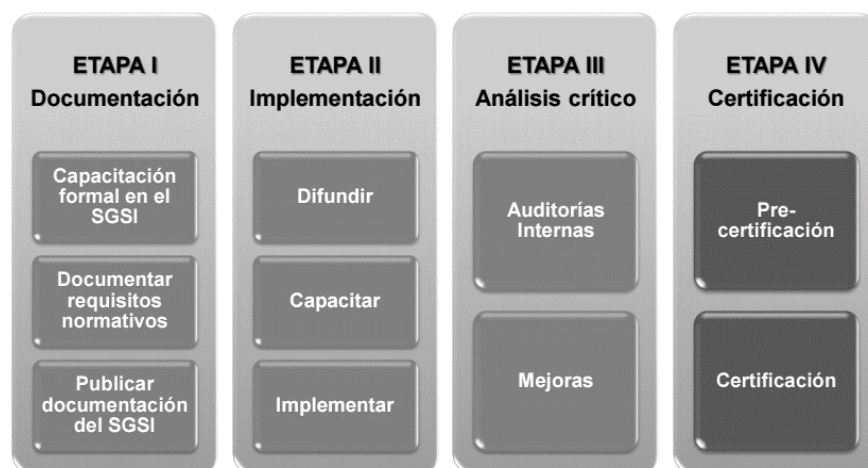 ETAPA I
Documentación
Capacitación
formal en el
SGSI
Documentar
requisitos
normativos
Publicar
documentación
del SGSI
ETAPA II
Implementación
Difundir
Capacitar
Implementar
ETAPA III
Análisis crítico
Auditorías
Internas
Mejoras
ETAPA IV
Certificación
Pre-
certificación
Certificación